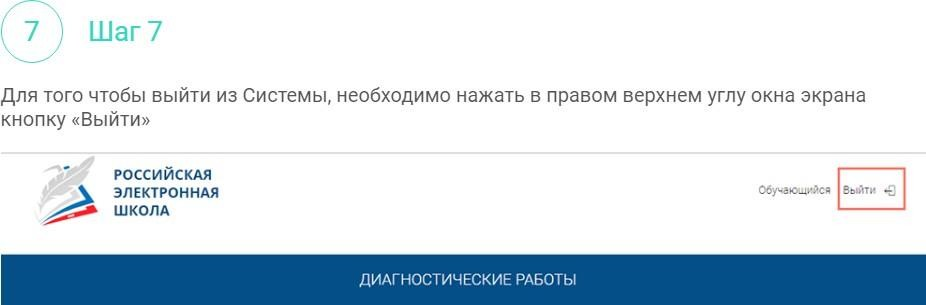 7 Шаг 7
Для того чтобы выйти из Системы, необходимо нажать в правом верхнем углу окна экрана
кнопку «Выйти»
РОССИЙСКАЯ
ЭЛЕКТРОННАЯ
ШКОЛА
Обучающийся Выйти
ДИАГНОСТИЧЕСКИЕ РАБОТЫ